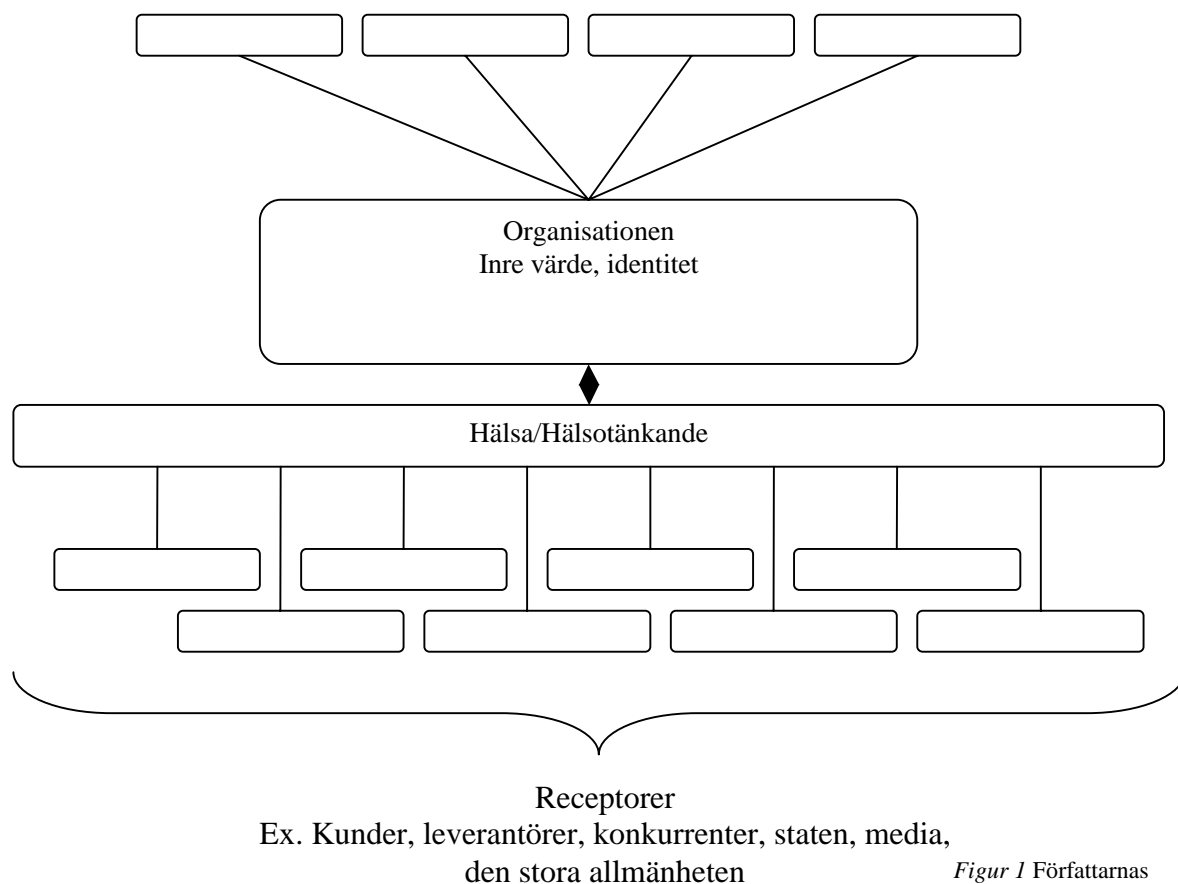 Organisationen
Inre värde, identitet
Hälsa/Hälsotänkande
Receptorer
Ex. Kunder, leverantörer, konkurrenter, staten, media,
den stora allmänheten
Figur 1 Författarnas